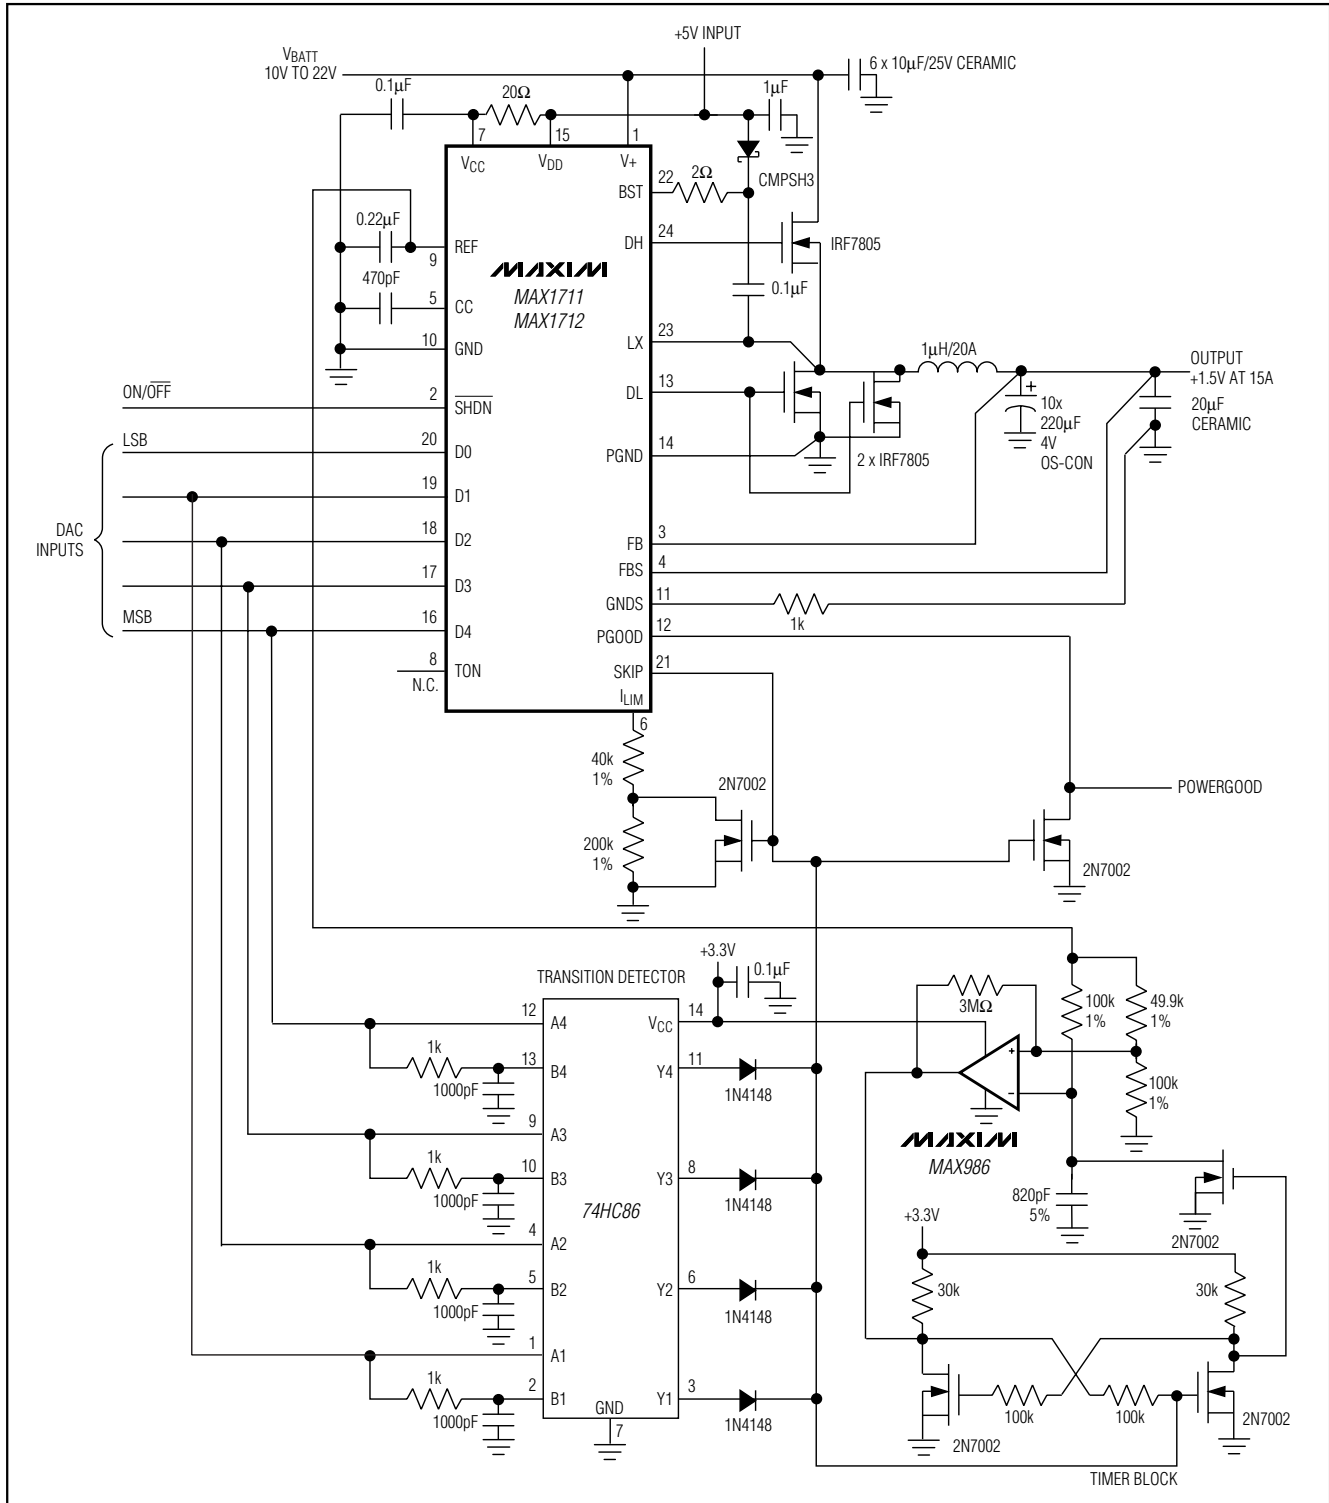 +5V INPUT
VBATT
10V TO 22V
6 x 10µF/25V CERAMIC
0.1µF
20Ω
1µF
7
15
1
VCC
VDD
V+
CMPSH3
22
2Ω
BST
0.22µF
24
DH
IRF7805
REF
9
MAXIM
MAX1711
MAX1712
470pF
0.1µF
5
CC
23
LX
10
GND
1µH/20A
OUTPUT
+1.5V AT 15A
ON/OFF
13
DL
2
SHDN
+
10x
220µF
4V
OS-CON
20µF
CERAMIC
LSB
20
D0
14
PGND
2 x IRF7805
19
D1
DAC
INPUTS
18
D2
3
FB
4
FBS
17
D3
11
GNDS
1k
MSB
16
D4
12
PGOOD
8
TON
N.C.
21
SKIP
ILIM
6
40k
1%
2N7002
POWERGOOD
200k
1%
2N7002
+3.3V
0.1µF
TRANSITION DETECTOR
3MΩ
100k
1%
49.9k
1%
12
A4
14
VCC
+
1k
13
B4
11
Y4
1000pF
1N4148
−
100k
1%
9
A3
MAXIM
MAX986
1k
10
B3
8
Y3
1000pF
74HC86
1N4148
820pF
5%
2N7002
4
A2
+3.3V
1k
5
B2
6
Y2
1000pF
1N4148
30k
30k
1
A1
1k
2
B1
3
Y1
1000pF
GND
7
1N4148
100k
100k
2N7002
2N7002
TIMER BLOCK